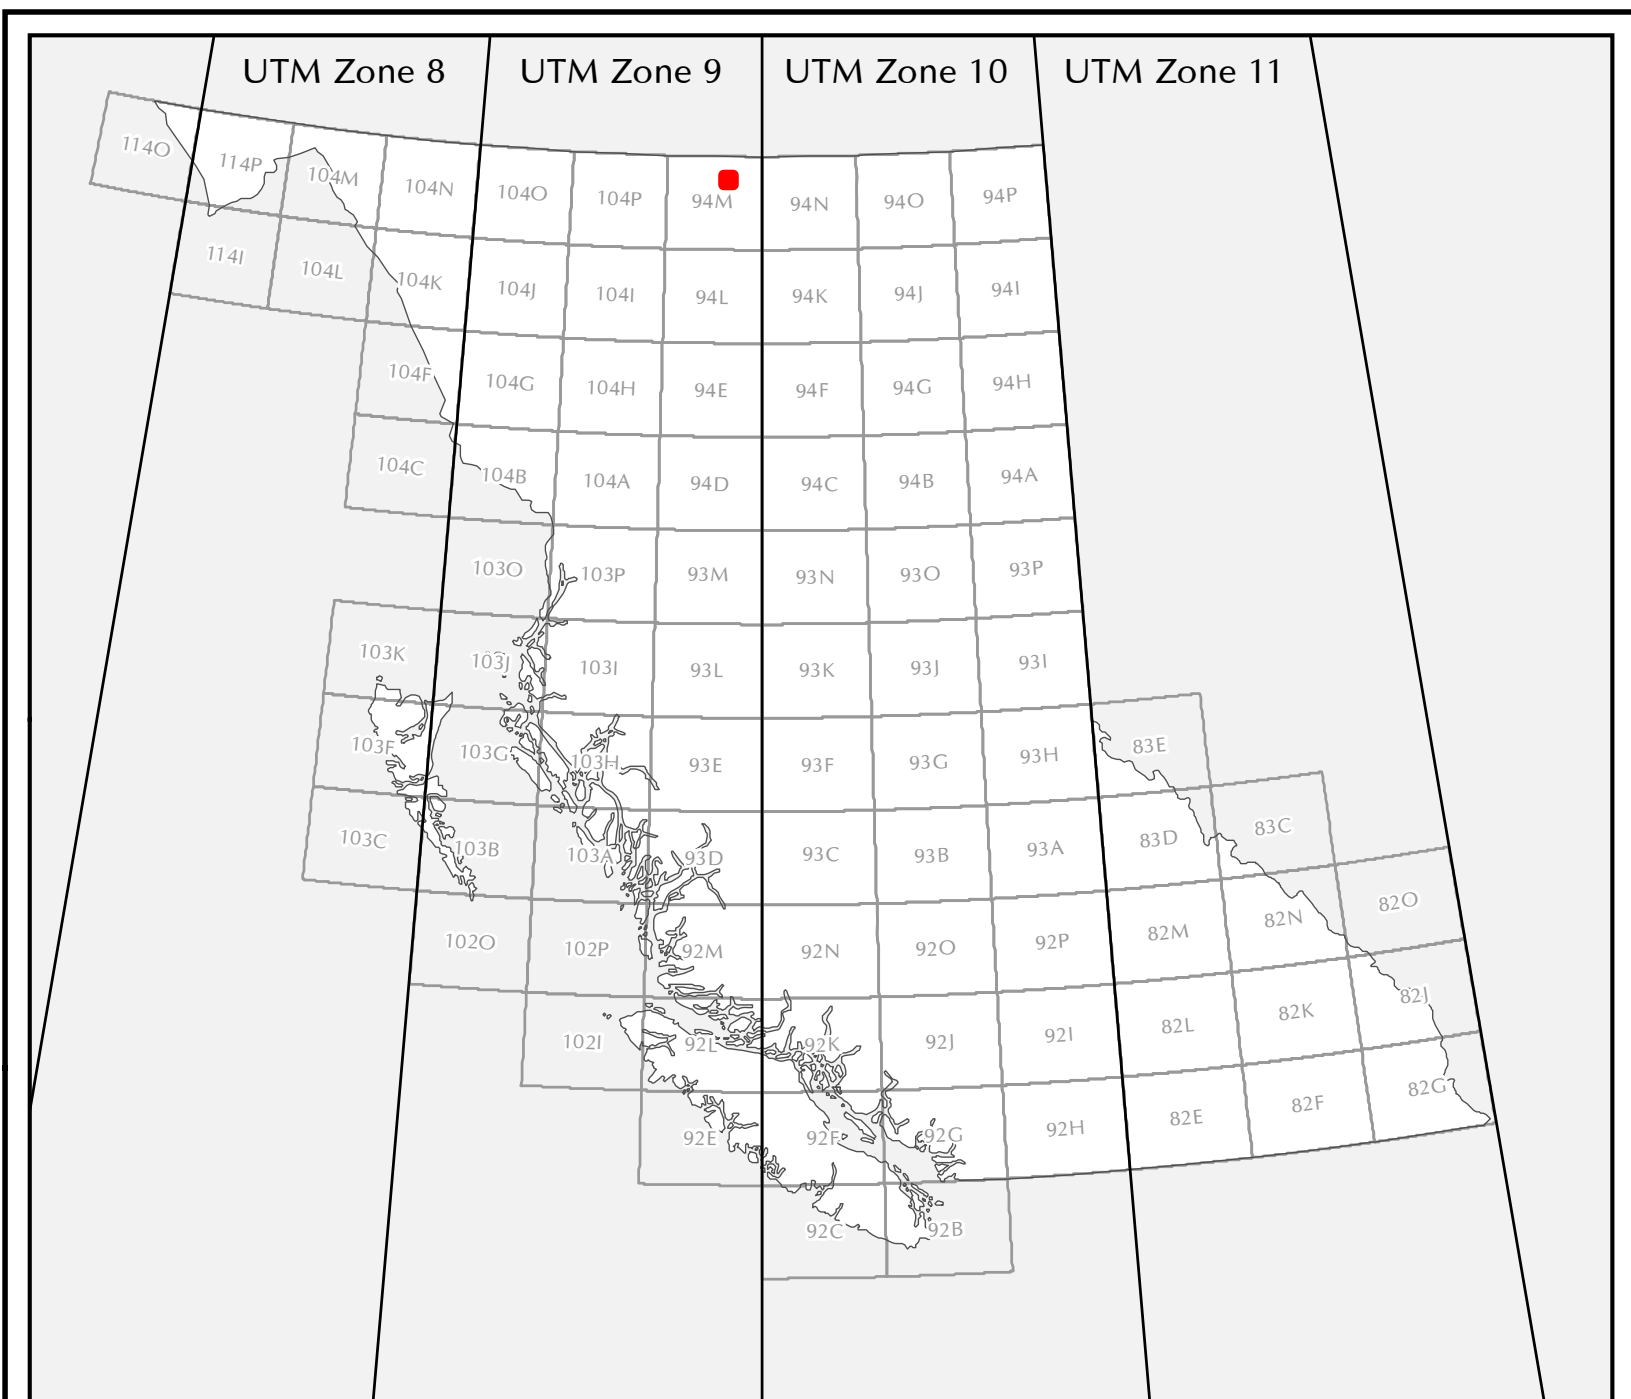 UTM Zone 8 UTM Zone 9 UTM Zone 10 UTM Zone 11
114O 114P 104M 104N 104O 104P 94M 94N 94O 94P
114I 104L 104K 104J 104I 94L 94K 94J 94I
104F 104G 104H 94E 94F 94G 94H
104C 104B 104A 94D 94C 94B 94A
103O 103P 93M 93N 93O 93P
103K 103J 103I 93L 93K 93J 93I
103F 103G 103H 93E 93F 93G 93H 83E
103C 103B 103A 93D 93C 93B 93A 83D 83C
102O 102P 92M 92N 92O 92P 82M 82N 82O
102I 92L 92K 92J 92I 82L 82K 82J
92E 92F 92G 92H 82E 82F 82G
92C 92B